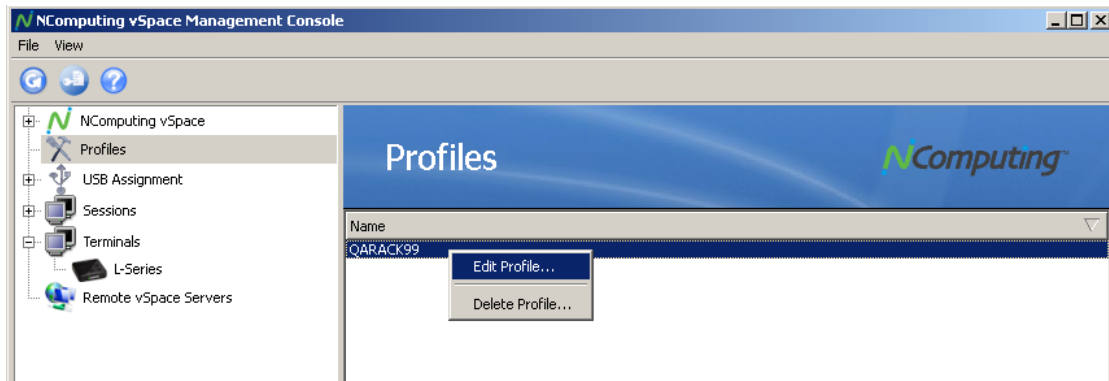 NComputing vSpace Management Console
File View
NComputing vSpace
Profiles
USB Assignment
Sessions
Terminals
L-Series
Remote vSpace Servers
Profiles
NComputing™
Name
QARACK99
Edit Profile...
Delete Profile...